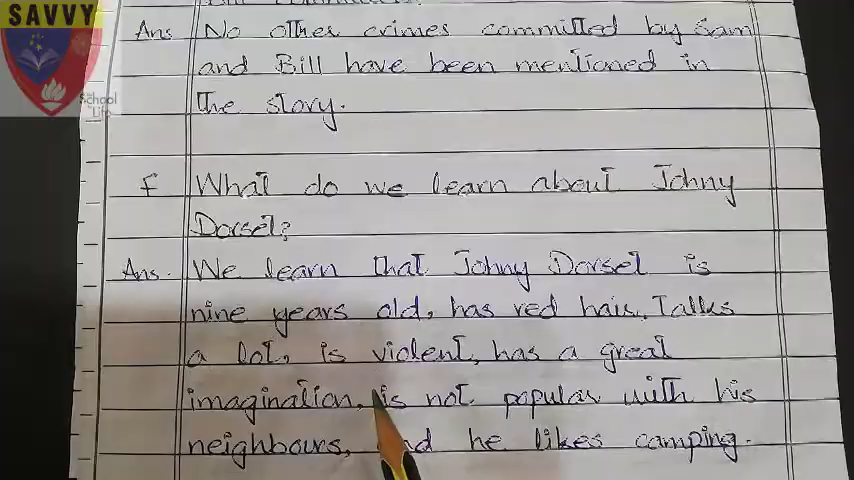 SAVVY
School
Life
Ans No other crimes committed by Sam
and Bill have been mentioned in
the story.
f What do we learn about Johny
Dorset?
Ans. We learn that Johny Dorset is
nine years old, has red hair. Talks
a lot, is violent, has a great
imagination, is not popular with his
neighbours, and he likes camping.